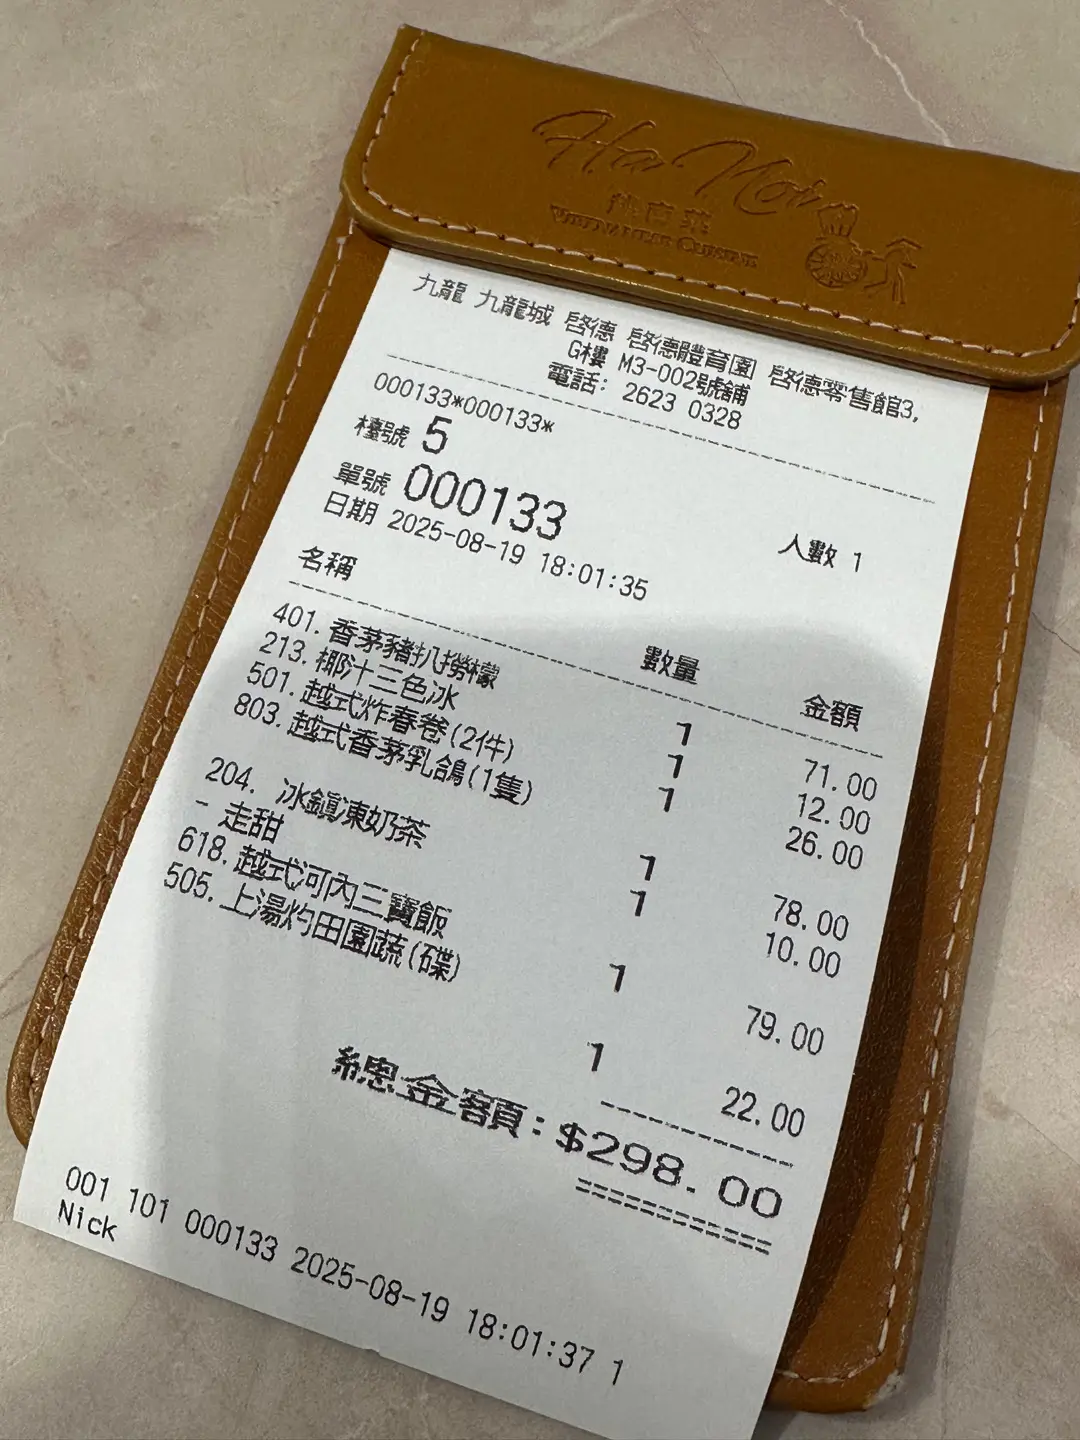 Ha Noi
VIETNAMESE CUISINE
九龍 九龍城 啓德 啓德體育園 啓德零售館3,
G樓 M3-002號舖
電話: 2623 0328
000133*000133*
檯號 5
單號 000133
人數 1
日期 2025-08-19 18:01:35
名稱 數量 金額
401. 香茅豬扒撈檬 1 71.00
213. 椰汁三色冰 1 12.00
501. 越式炸春卷(2件) 1 26.00
803. 越式香茅乳鴿(1隻) 1 78.00
204. 冰鎮凍奶茶 1 10.00
- 走甜
618. 越式河內三寶飯 1 79.00
505. 上湯灼田園蔬(碟) 1 22.00
總金額: $298.00
001 101 000133 2025-08-19 18:01:37 1
Nick